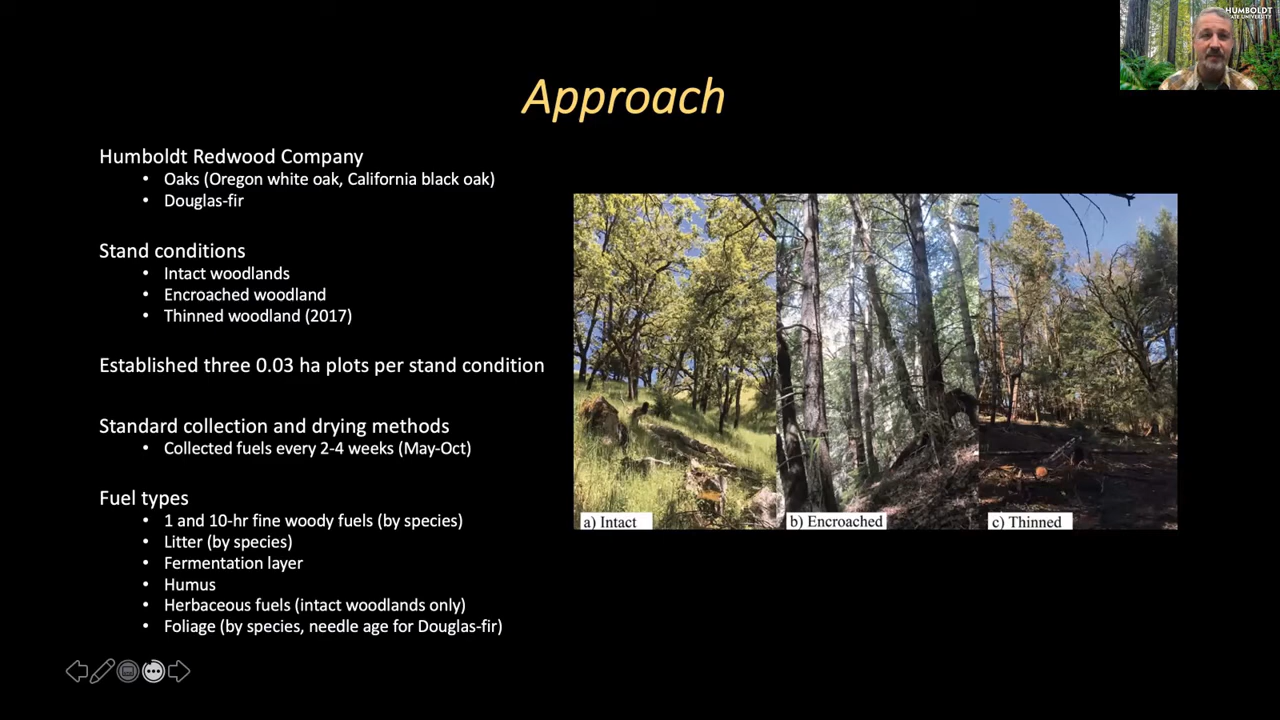 HUMBOLDT
ATE UNIVERSITY
Approach
Humboldt Redwood Company
• Oaks (Oregon white oak, California black oak)
• Douglas-fir
Stand conditions
• Intact woodlands
• Encroached woodland
• Thinned woodland (2017)
Established three 0.03 ha plots per stand condition
Standard collection and drying methods
• Collected fuels every 2-4 weeks (May-Oct)
Fuel types
• 1 and 10-hr fine woody fuels (by species)
• Litter (by species)
• Fermentation layer
• Humus
• Herbaceous fuels (intact woodlands only)
• Foliage (by species, needle age for Douglas-fir)
a) Intact
b) Encroached
c) Thinned